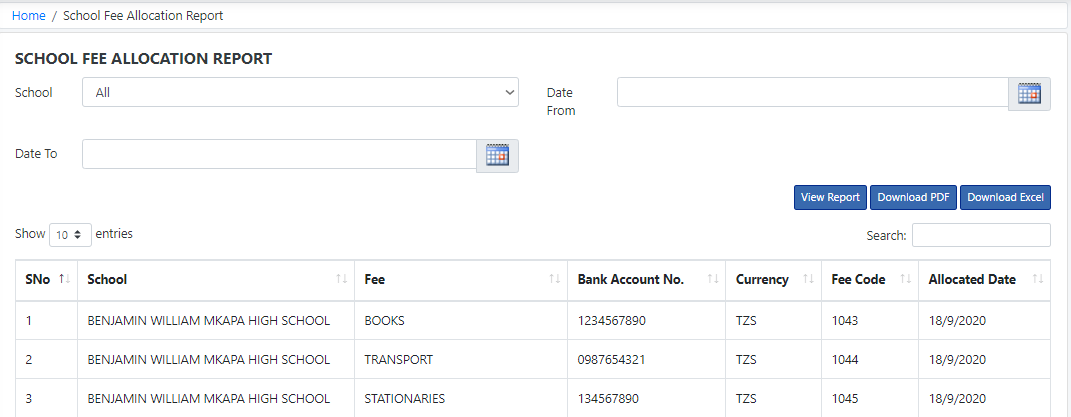 Home / School Fee Allocation Report
SCHOOL FEE ALLOCATION REPORT
School All Date From
Date To
View Report Download PDF Download Excel
Show 10 entries Search:
SNo School Fee Bank Account No. Currency Fee Code Allocated Date
1 BENJAMIN WILLIAM MKAPA HIGH SCHOOL BOOKS 1234567890 TZS 1043 18/9/2020
2 BENJAMIN WILLIAM MKAPA HIGH SCHOOL TRANSPORT 0987654321 TZS 1044 18/9/2020
3 BENJAMIN WILLIAM MKAPA HIGH SCHOOL STATIONARIES 134567890 TZS 1045 18/9/2020